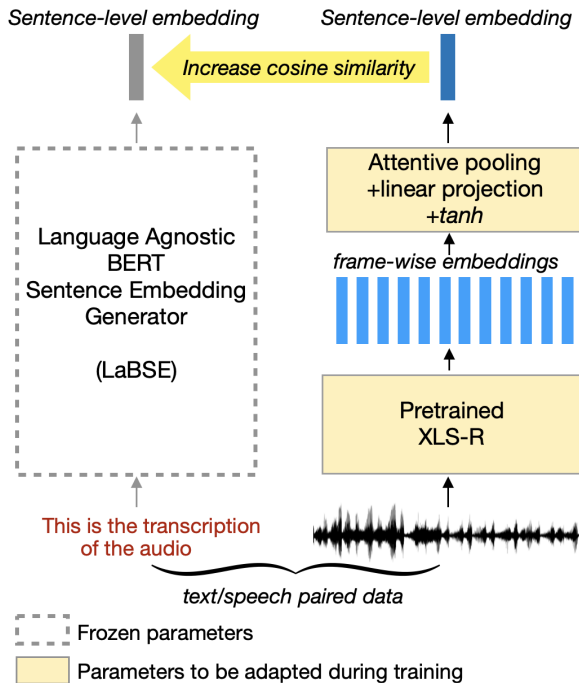 Sentence-level embedding
Sentence-level embedding
Increase cosine similarity
Language Agnostic
BERT
Sentence Embedding
Generator
(LaBSE)
Attentive pooling
+linear projection
+tanh
frame-wise embeddings
Pretrained
XLS-R
This is the transcription
of the audio
text/speech paired data
Frozen parameters
Parameters to be adapted during training